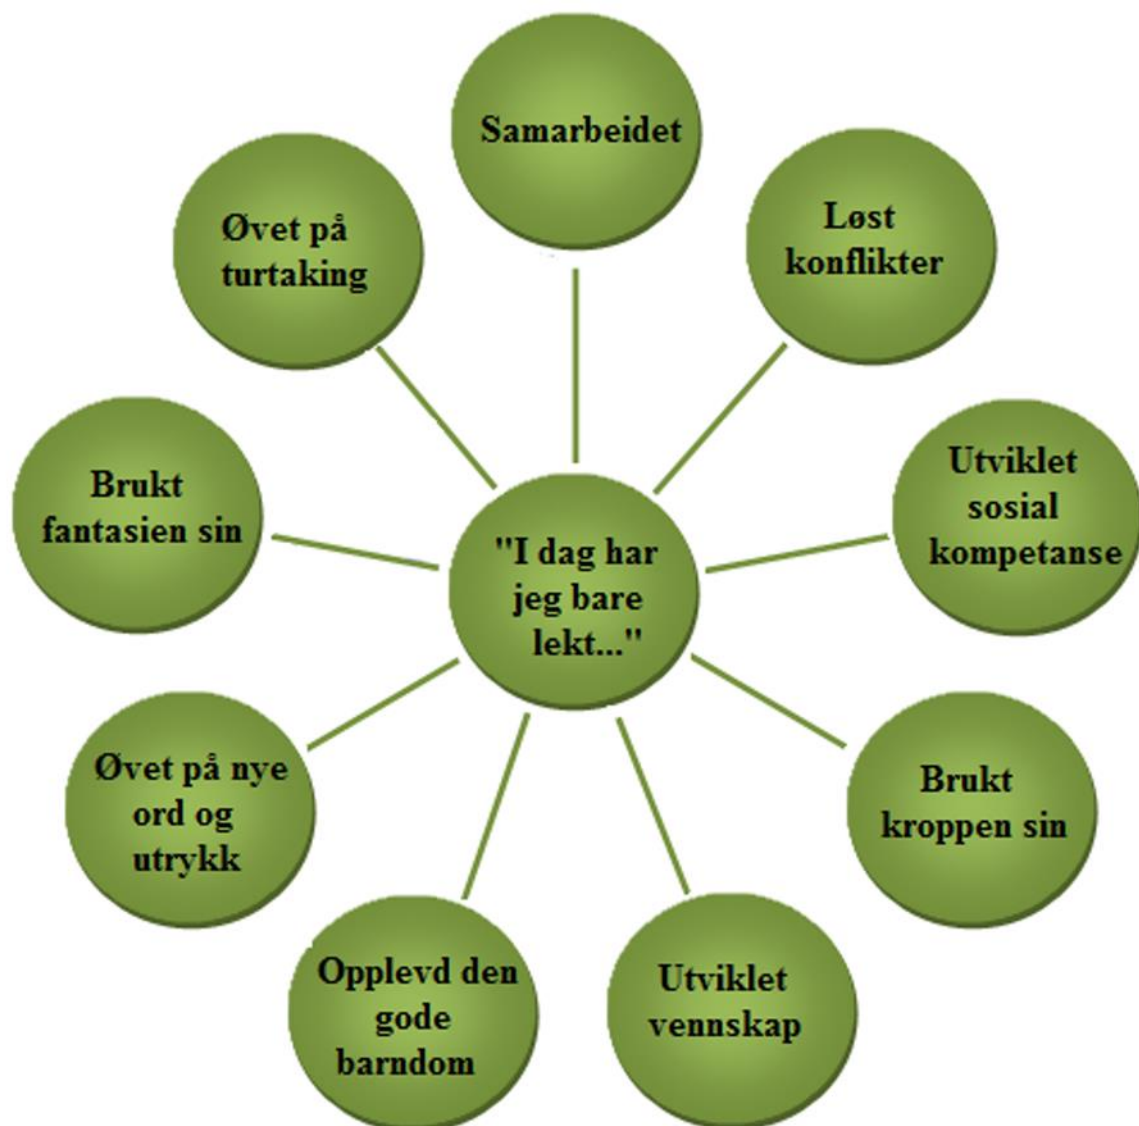 Samarbeidet
Løst
konflikter
Utviklet
sosial
kompetanse
Brukt
kroppen sin
Utviklet
vennskap
Opplevd den
gode
barndom
Øvet på nye
ord og
utrykk
Brukt
fantasien sin
Øvet på
turtaking
"I dag har
jeg bare
lekt..."